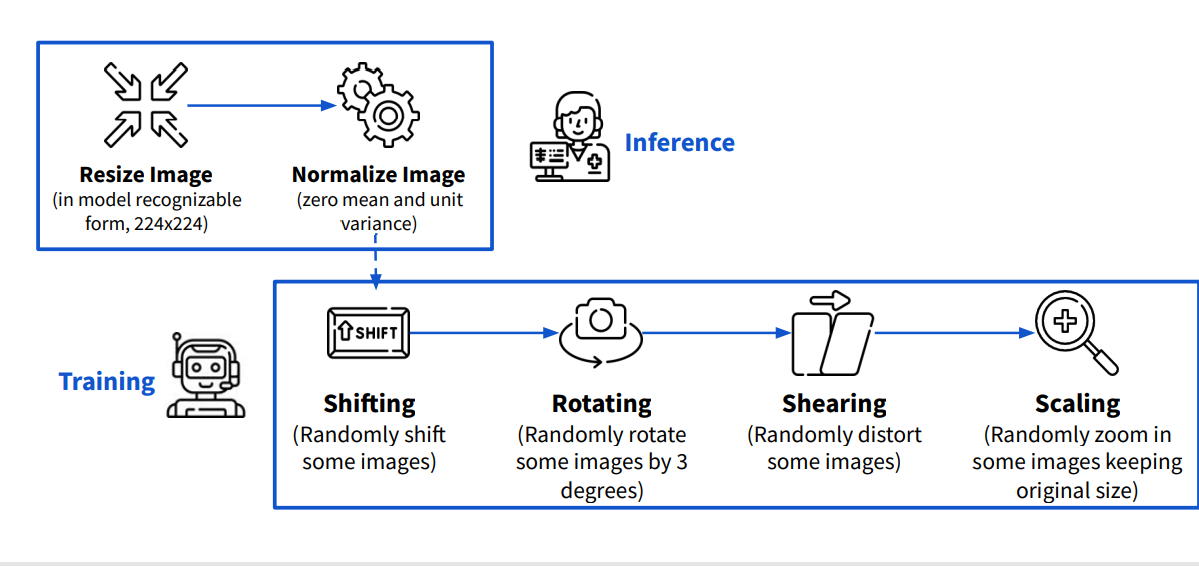 Resize Image
(in model recognizable
form, 224x224)
Normalize Image
(zero mean and unit
variance)
Inference
Training
SHIFT
Shifting
(Randomly shift
some images)
Rotating
(Randomly rotate
some images by 3
degrees)
Shearing
(Randomly distort
some images)
Scaling
(Randomly zoom in
some images keeping
original size)